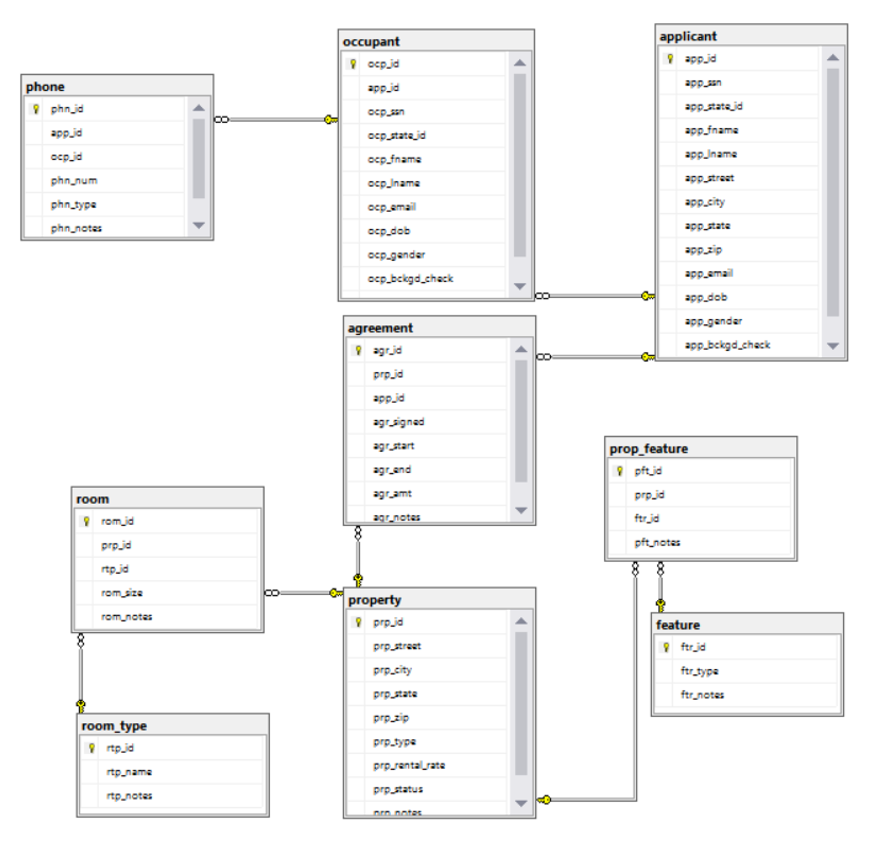 phone
phn_id
app_id
ocp_id
phn_num
phn_type
phn_notes
occupant
ocp_id
app_id
ocp_ssn
ocp_state_id
ocp_fname
ocp_lname
ocp_email
ocp_dob
ocp_gender
ocp_bckgd_check
applicant
app_id
app_ssn
app_state_id
app_fname
app_lname
app_street
app_city
app_state
app_zip
app_email
app_dob
app_gender
app_bckgd_check
agreement
agr_id
prp_id
app_id
agr_signed
agr_start
agr_end
agr_amt
agr_notes
prop_feature
pft_id
prp_id
ftr_id
pft_notes
room
rom_id
prp_id
rtp_id
rom_size
rom_notes
property
prp_id
prp_street
prp_city
prp_state
prp_zip
prp_type
prp_rental_rate
prp_status
prp_notes
feature
ftr_id
ftr_type
ftr_notes
room_type
rtp_id
rtp_name
rtp_notes